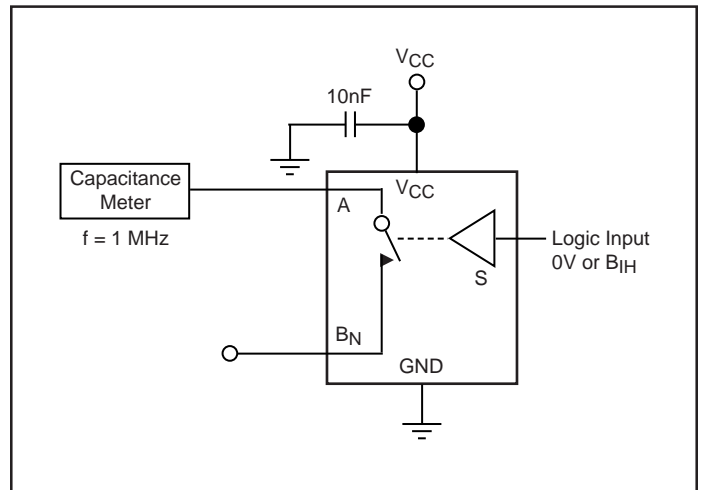 VCC
10nF
VCC
Capacitance
Meter
f = 1 MHz
A
Logic Input
0V or BIH
S
BN
GND